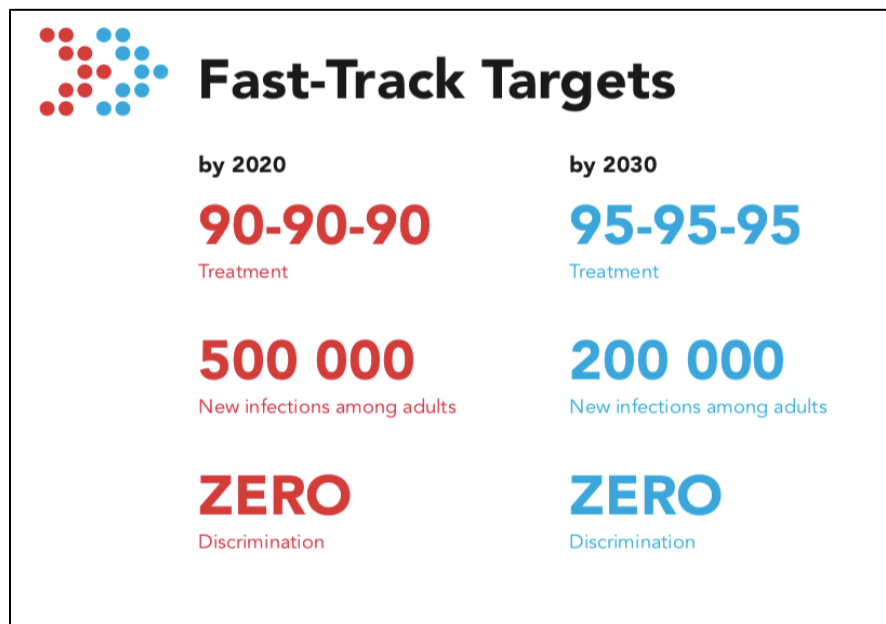 Fast-Track Targets
by 2020
90-90-90
Treatment
500 000
New infections among adults
ZERO
Discrimination
by 2030
95-95-95
Treatment
200 000
New infections among adults
ZERO
Discrimination